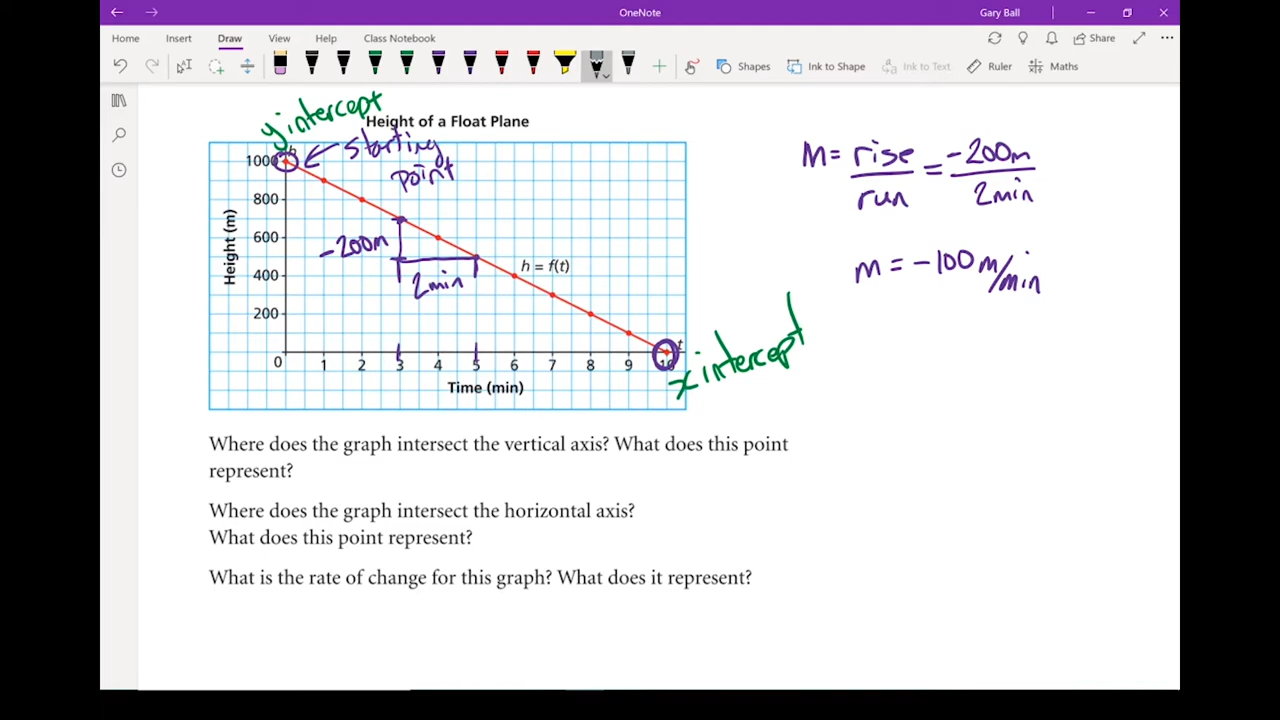 OneNote
Gary Ball
Home Insert Draw View Help Class Notebook
Share
Shapes Ink to Shape Ink to Text Ruler Maths
y intercept
Height of a Float Plane
starting
point
h
1000
800
600
400
200
0
Height (m)
-200m
2min
h = f(t)
t
1 2 3 4 5 6 7 8 9 10
Time (min)
x intercept
M = rise = -200m
run 2min
m = -100m/min
Where does the graph intersect the vertical axis? What does this point
represent?
Where does the graph intersect the horizontal axis?
What does this point represent?
What is the rate of change for this graph? What does it represent?